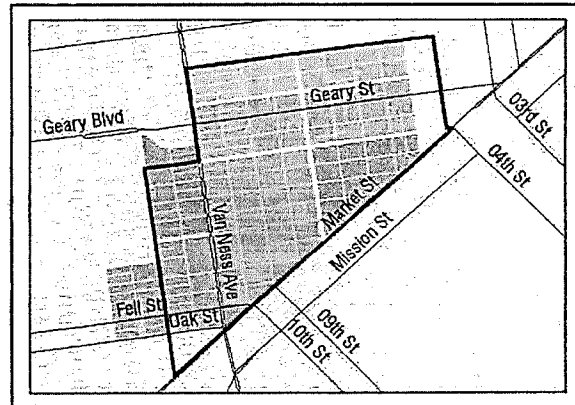 Geary Blvd
Geary St
03rd St
04th St
Market St
Mission St
Van Ness Ave
Fell St
Oak St
09th St
10th St